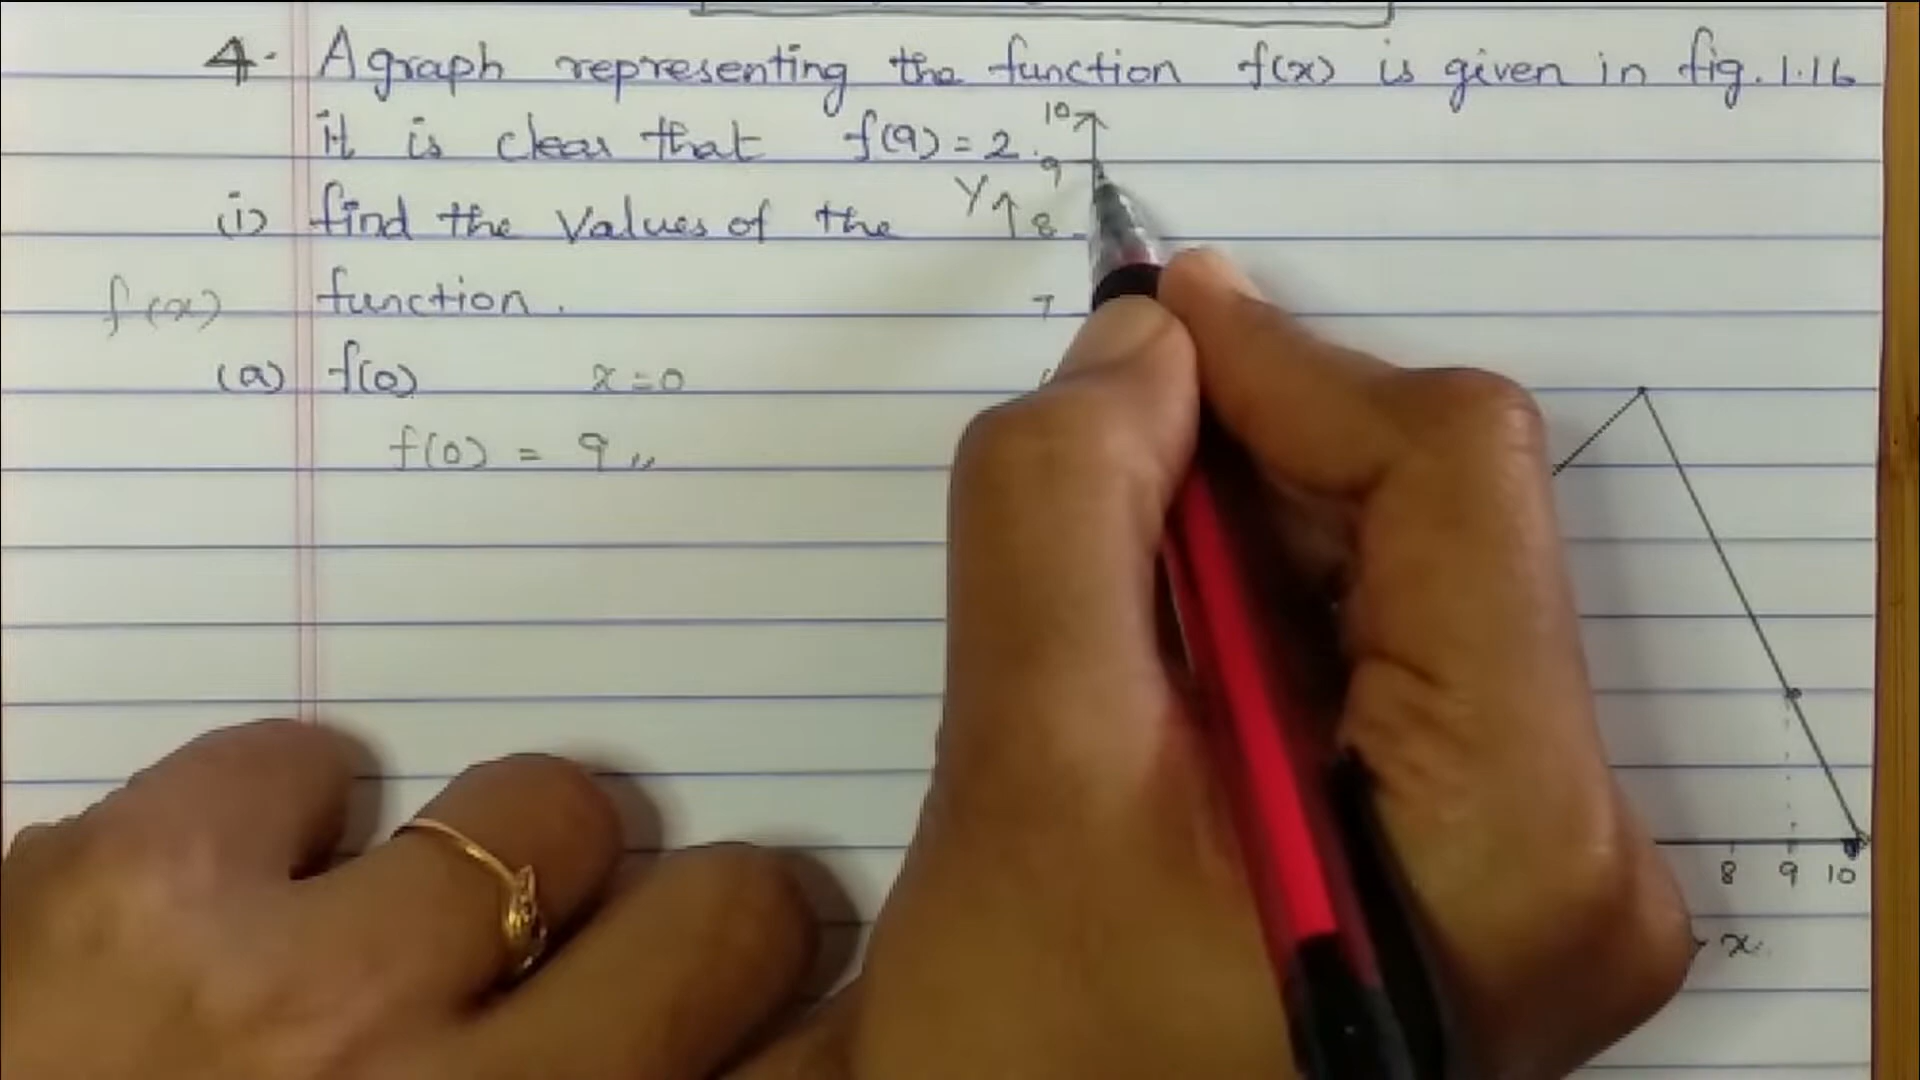 4. A graph representing the function f(x) is given in fig. 1.16
it is clear that f(9) = 2.
(i) find the values of the
function.
f(x)
(a) f(0) x=0
f(0) = 9 ,,
10
9
Y↑ 8
7
8 9 10
x